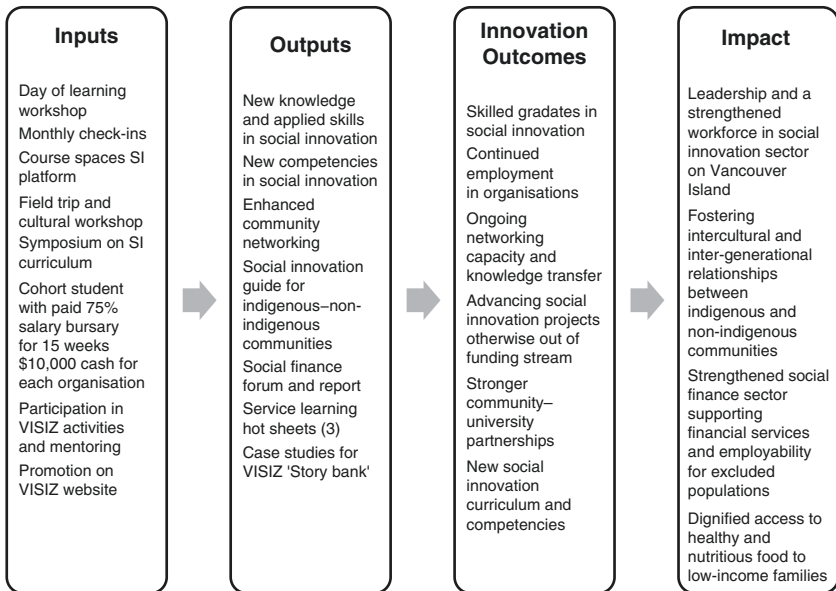 Inputs
Day of learning
workshop
Monthly check-ins
Course spaces SI
platform
Field trip and
cultural workshop
Symposium on SI
curriculum
Cohort student
with paid 75%
salary bursary
for 15 weeks
$10,000 cash for
each organisation
Participation in
VISIZ activities
and mentoring
Promotion on
VISIZ website
Outputs
New knowledge
and applied skills
in social innovation
New competencies
in social innovation
Enhanced
community
networking
Social innovation
guide for
indigenous–non-
indigenous
communities
Social finance
forum and report
Service learning
hot sheets (3)
Case studies for
VISIZ 'Story bank'
Innovation
Outcomes
Skilled gradates in
social innovation
Continued
employment
in organisations
Ongoing
networking
capacity and
knowledge transfer
Advancing social
innovation projects
otherwise out of
funding stream
Stronger
community–
university
partnerships
New social
innovation
curriculum and
competencies
Impact
Leadership and a
strengthened
workforce in social
innovation sector
on Vancouver
Island
Fostering
intercultural and
inter-generational
relationships
between
indigenous and
non-indigenous
communities
Strengthened social
finance sector
supporting
financial services
and employability
for excluded
populations
Dignified access to
healthy and
nutritious food to
low-income families